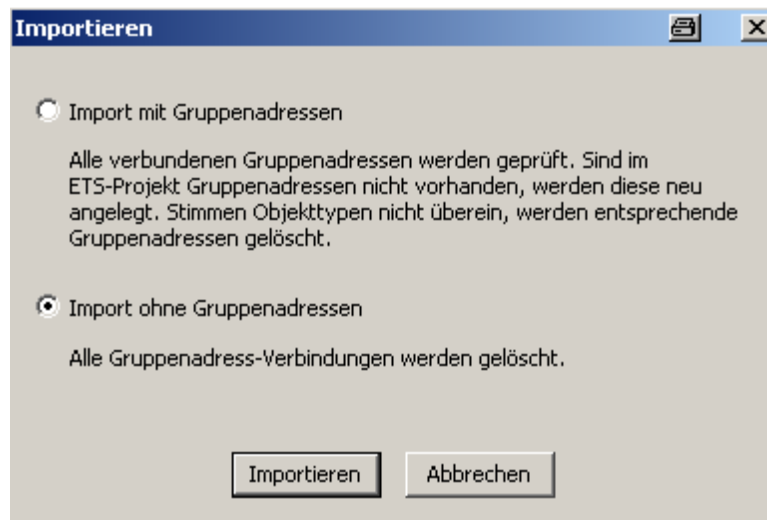 Importieren
Import mit Gruppenadressen
Alle verbundenen Gruppenadressen werden geprüft. Sind im
ETS-Projekt Gruppenadressen nicht vorhanden, werden diese neu
angelegt. Stimmen Objekttypen nicht überein, werden entsprechende
Gruppenadressen gelöscht.
Import ohne Gruppenadressen
Alle Gruppenadress-Verbindungen werden gelöscht.
Importieren
Abbrechen